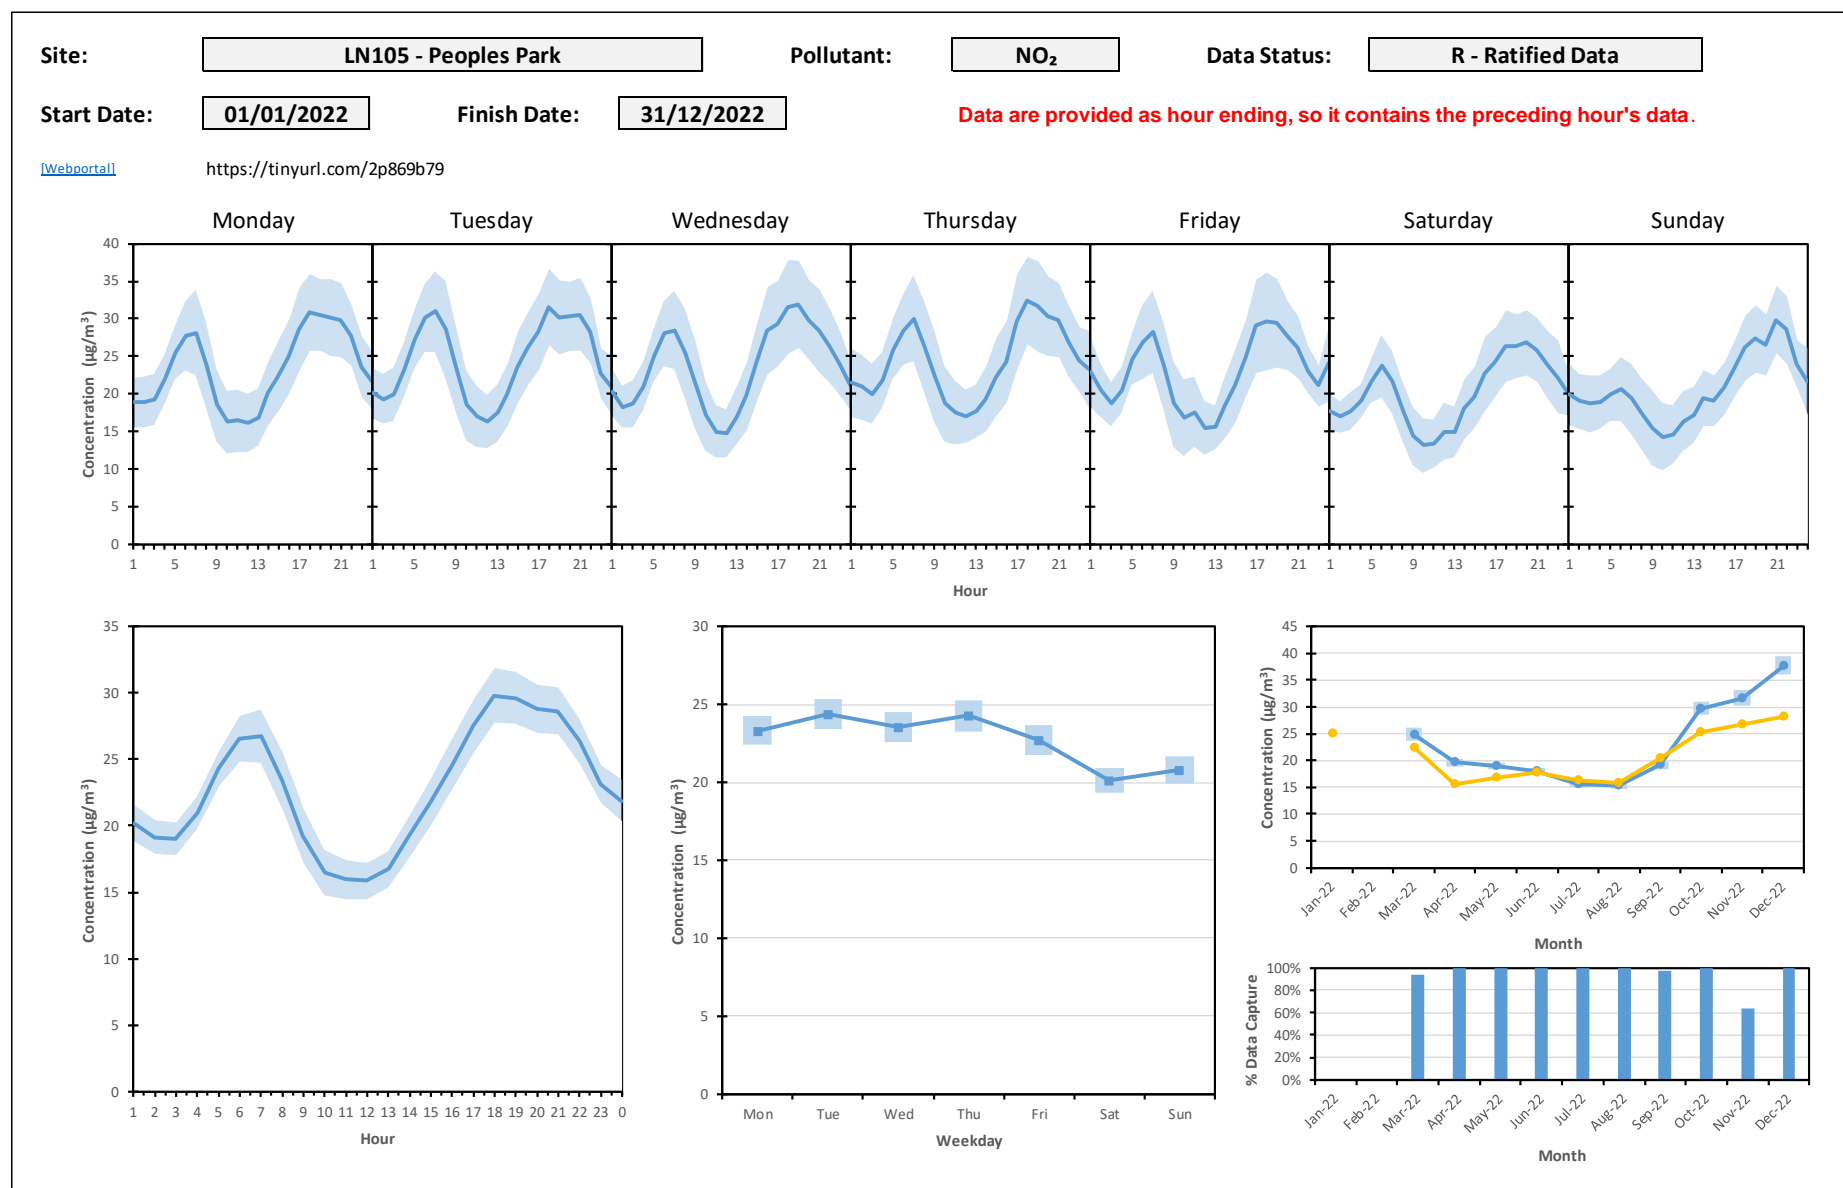 Site: LN105 - Peoples Park Pollutant: NO₂ Data Status: R - Ratified Data
Start Date: 01/01/2022 Finish Date: 31/12/2022 Data are provided as hour ending, so it contains the preceding hour's data.
[Webportal] https://tinyurl.com/2p869b79
Monday Tuesday Wednesday Thursday Friday Saturday Sunday
Concentration (µg/m³)
40
35
30
25
20
15
10
5
0
1 5 9 13 17 21 1 5 9 13 17 21 1 5 9 13 17 21 1 5 9 13 17 21 1 5 9 13 17 21 1 5 9 13 17 21 1 5 9 13 17 21
Hour
Concentration (µg/m³)
35
30
25
20
15
10
5
0
1 2 3 4 5 6 7 8 9 10 11 12 13 14 15 16 17 18 19 20 21 22 23 0
Hour
Concentration (µg/m³)
30
25
20
15
10
5
0
Mon Tue Wed Thu Fri Sat Sun
Weekday
Concentration (µg/m³)
45
40
35
30
25
20
15
10
5
0
Jan-22 Feb-22 Mar-22 Apr-22 May-22 Jun-22 Jul-22 Aug-22 Sep-22 Oct-22 Nov-22 Dec-22
Month
% Data Capture
100%
80%
60%
40%
20%
0%
Jan-22 Feb-22 Mar-22 Apr-22 May-22 Jun-22 Jul-22 Aug-22 Sep-22 Oct-22 Nov-22 Dec-22
Month